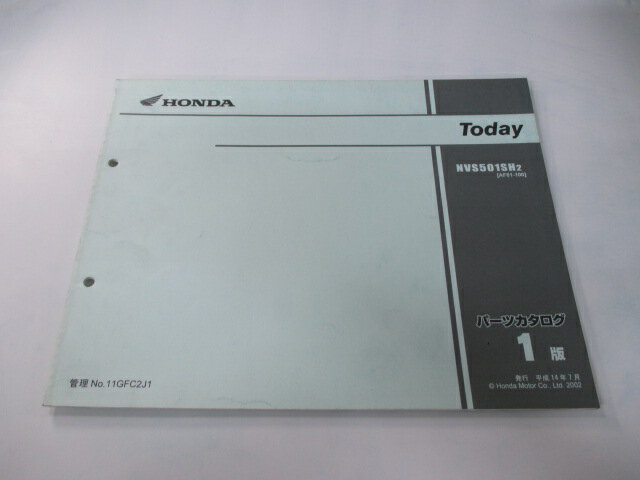 HONDA
Today
NVS501SH2
[AF61-100]
パーツカタログ
1版
発行 平成14年7月
© Honda Motor Co., Ltd. 2002
管理 No.11GFC2J1